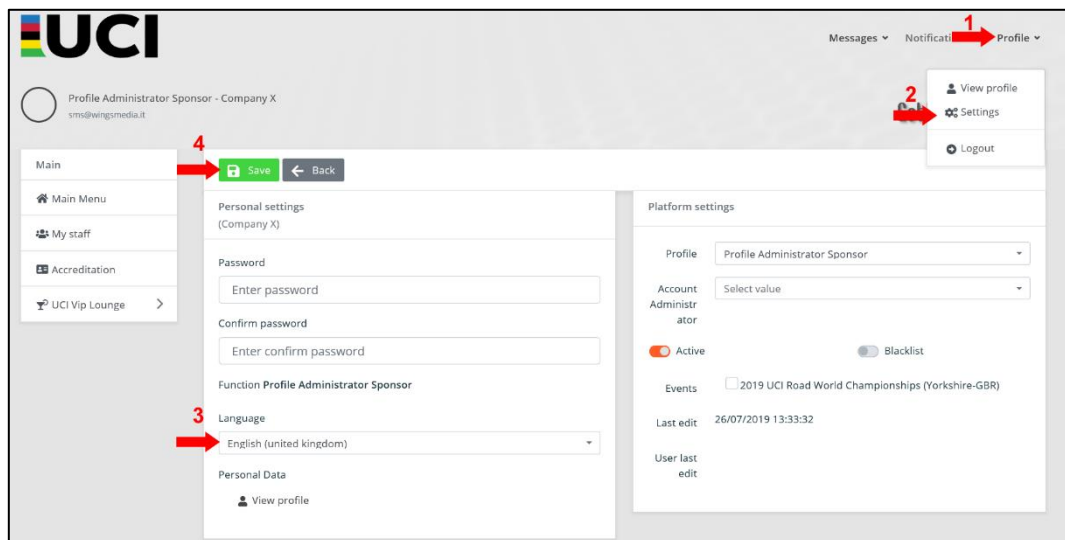 UCI
1
Messages
Notificati
Profile
Profile Administrator Sponsor - Company X
sms@wingsmedia.it
View profile
2
Settings
Logout
4
Main
Save
Back
Main Menu
My staff
Accreditation
UCI Vip Lounge
Personal settings
(Company X)
Password
Enter password
Confirm password
Enter confirm password
Function Profile Administrator Sponsor
3
Language
English (united kingdom)
Personal Data
View profile
Platform settings
Profile
Profile Administrator Sponsor
Account
Administr
ator
Select value
Active
Blacklist
Events
2019 UCI Road World Championships (Yorkshire-GBR)
Last edit
26/07/2019 13:33:32
User last
edit